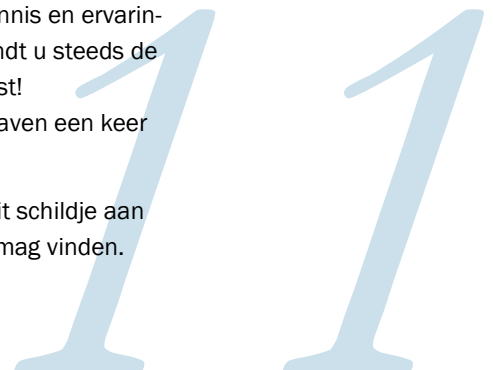 nnis en ervarin-
ndt u steeds de
st!
aven een keer
it schildje aan
mag vinden.
11